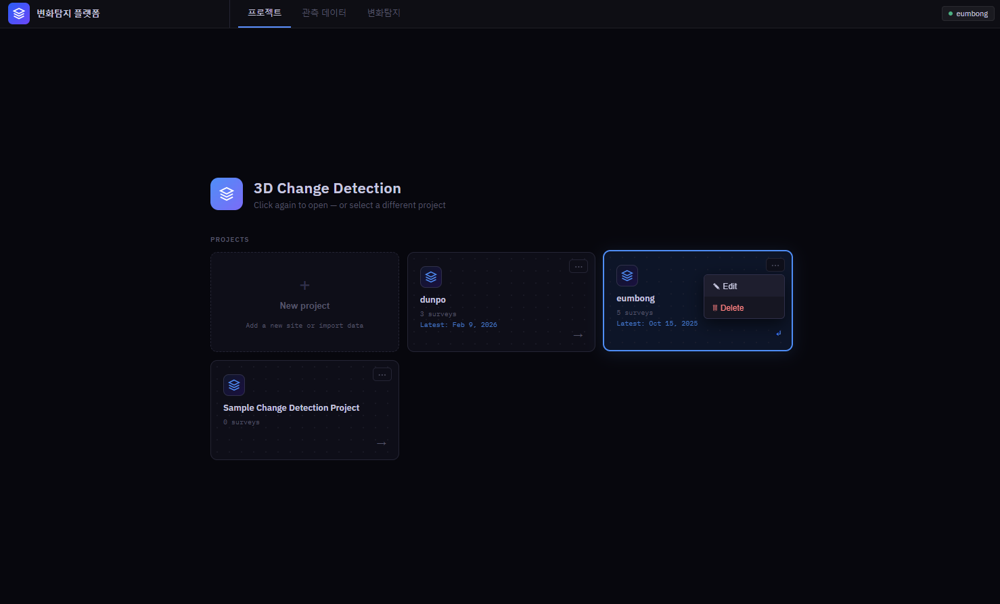 변화탐지 플랫폼
프로젝트
관측 데이터
변화탐지
eumbong
3D Change Detection
Click again to open — or select a different project
PROJECTS
+
New project
Add a new site or import data
···
dunpo
3 surveys
Latest: Feb 9, 2026
→
···
eumbong
5 surveys
Latest: Oct 15, 2025
Edit
Delete
↲
···
Sample Change Detection Project
0 surveys
→